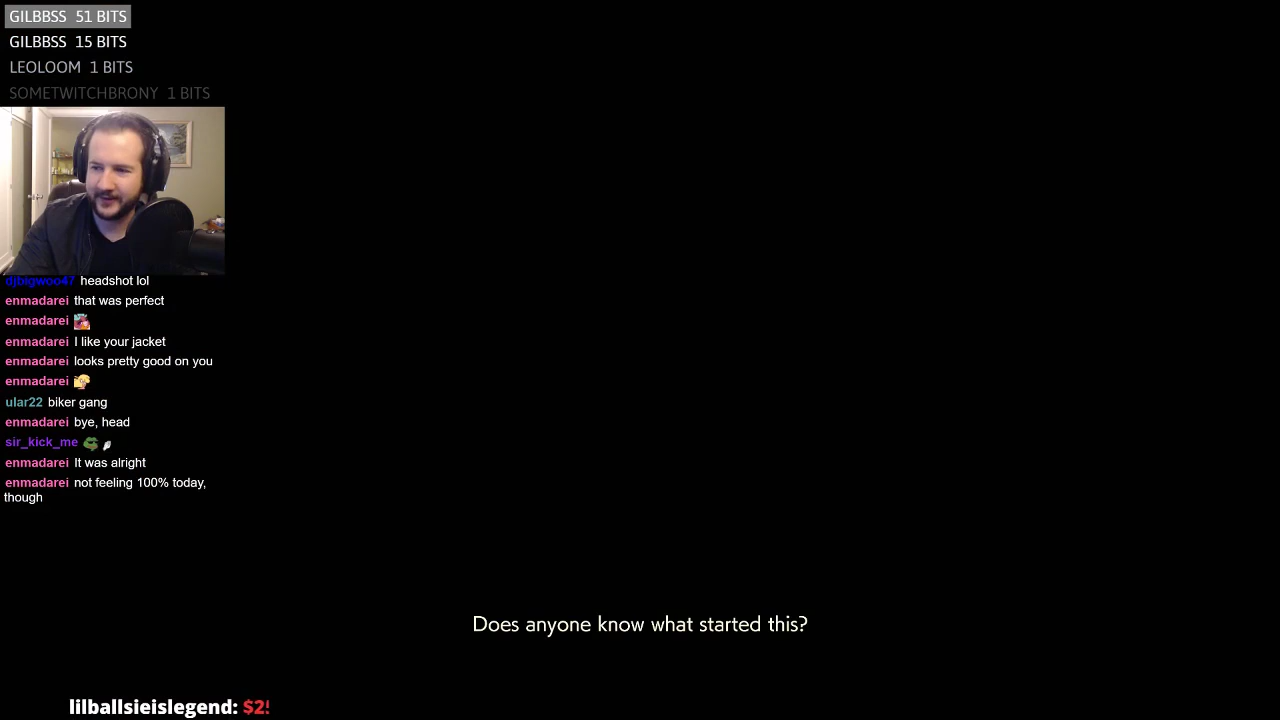 GILBBSS 51 BITS
GILBBSS 15 BITS
LEOLOOM 1 BITS
SOMETWITCHBRONY 1 BITS
djbigwoo47 headshot lol
enmadarei that was perfect
enmadarei
enmadarei I like your jacket
enmadarei looks pretty good on you
enmadarei
ular22 biker gang
enmadarei bye, head
sir_kick_me
enmadarei It was alright
enmadarei not feeling 100% today,
though
Does anyone know what started this?
lilballsieislegend: